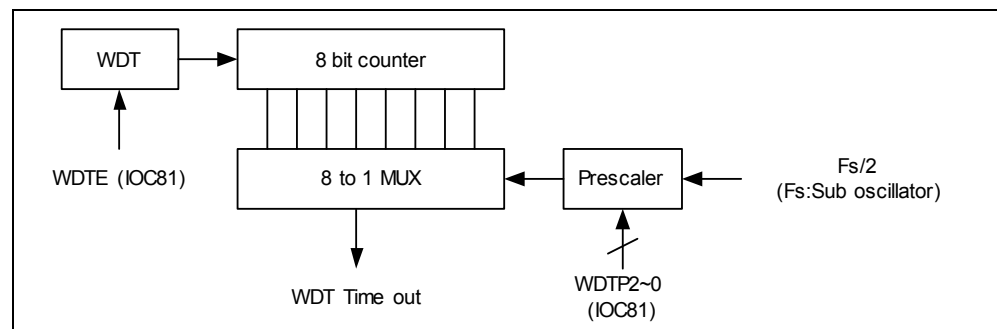 WDT
8 bit counter
WDTE (IOC81)
8 to 1 MUX
Prescaler
Fs/2
(Fs:Sub oscillator)
WDT Time out
WDTP2~0
(IOC81)